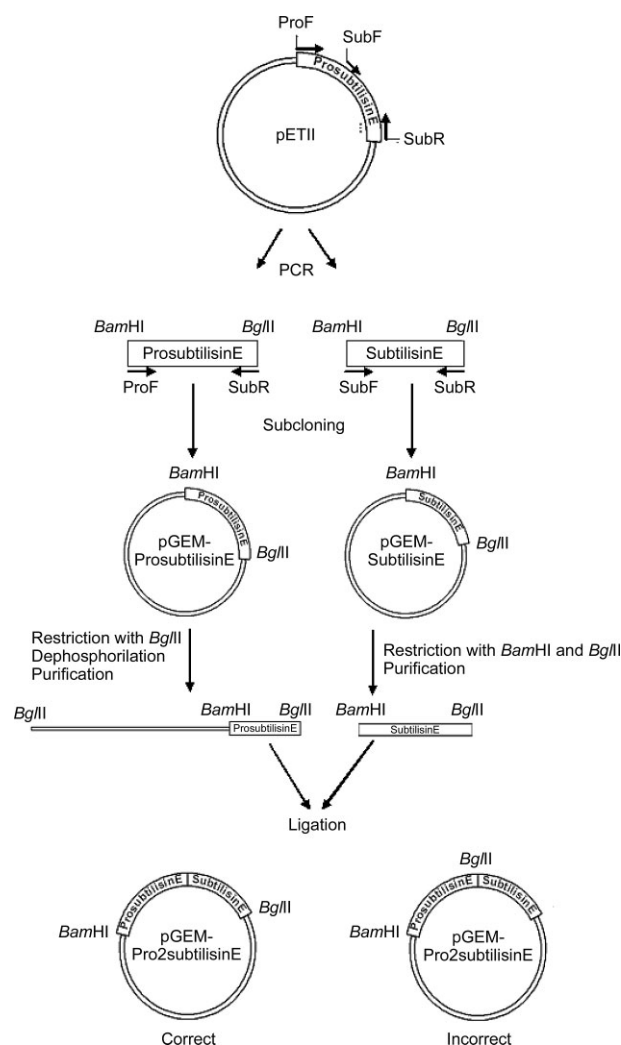 ProF
SubF
ProsubtilisinE
pETII
SubR
PCR
BamHI BglII BamHI BglII
ProsubtilisinE SubtilisinE
ProF SubR SubF SubR
Subcloning
BamHI BamHI
ProsubtilisinE SubtilisinE
pGEM- pGEM-
ProsubtilisinE BglII SubtilisinE BglII
Restriction with BglII
Dephosphorilation
Purification
Restriction with BamHI and BglII
Purification
BglII BamHI BglII BamHI BglII
ProsubtilisinE SubtilisinE
Ligation
BglII
ProsubtilisinE SubtilisinE ProsubtilisinE SubtilisinE
BglII
BamHI BamHI
pGEM- pGEM-
Pro2subtilisinE Pro2subtilisinE
Correct Incorrect